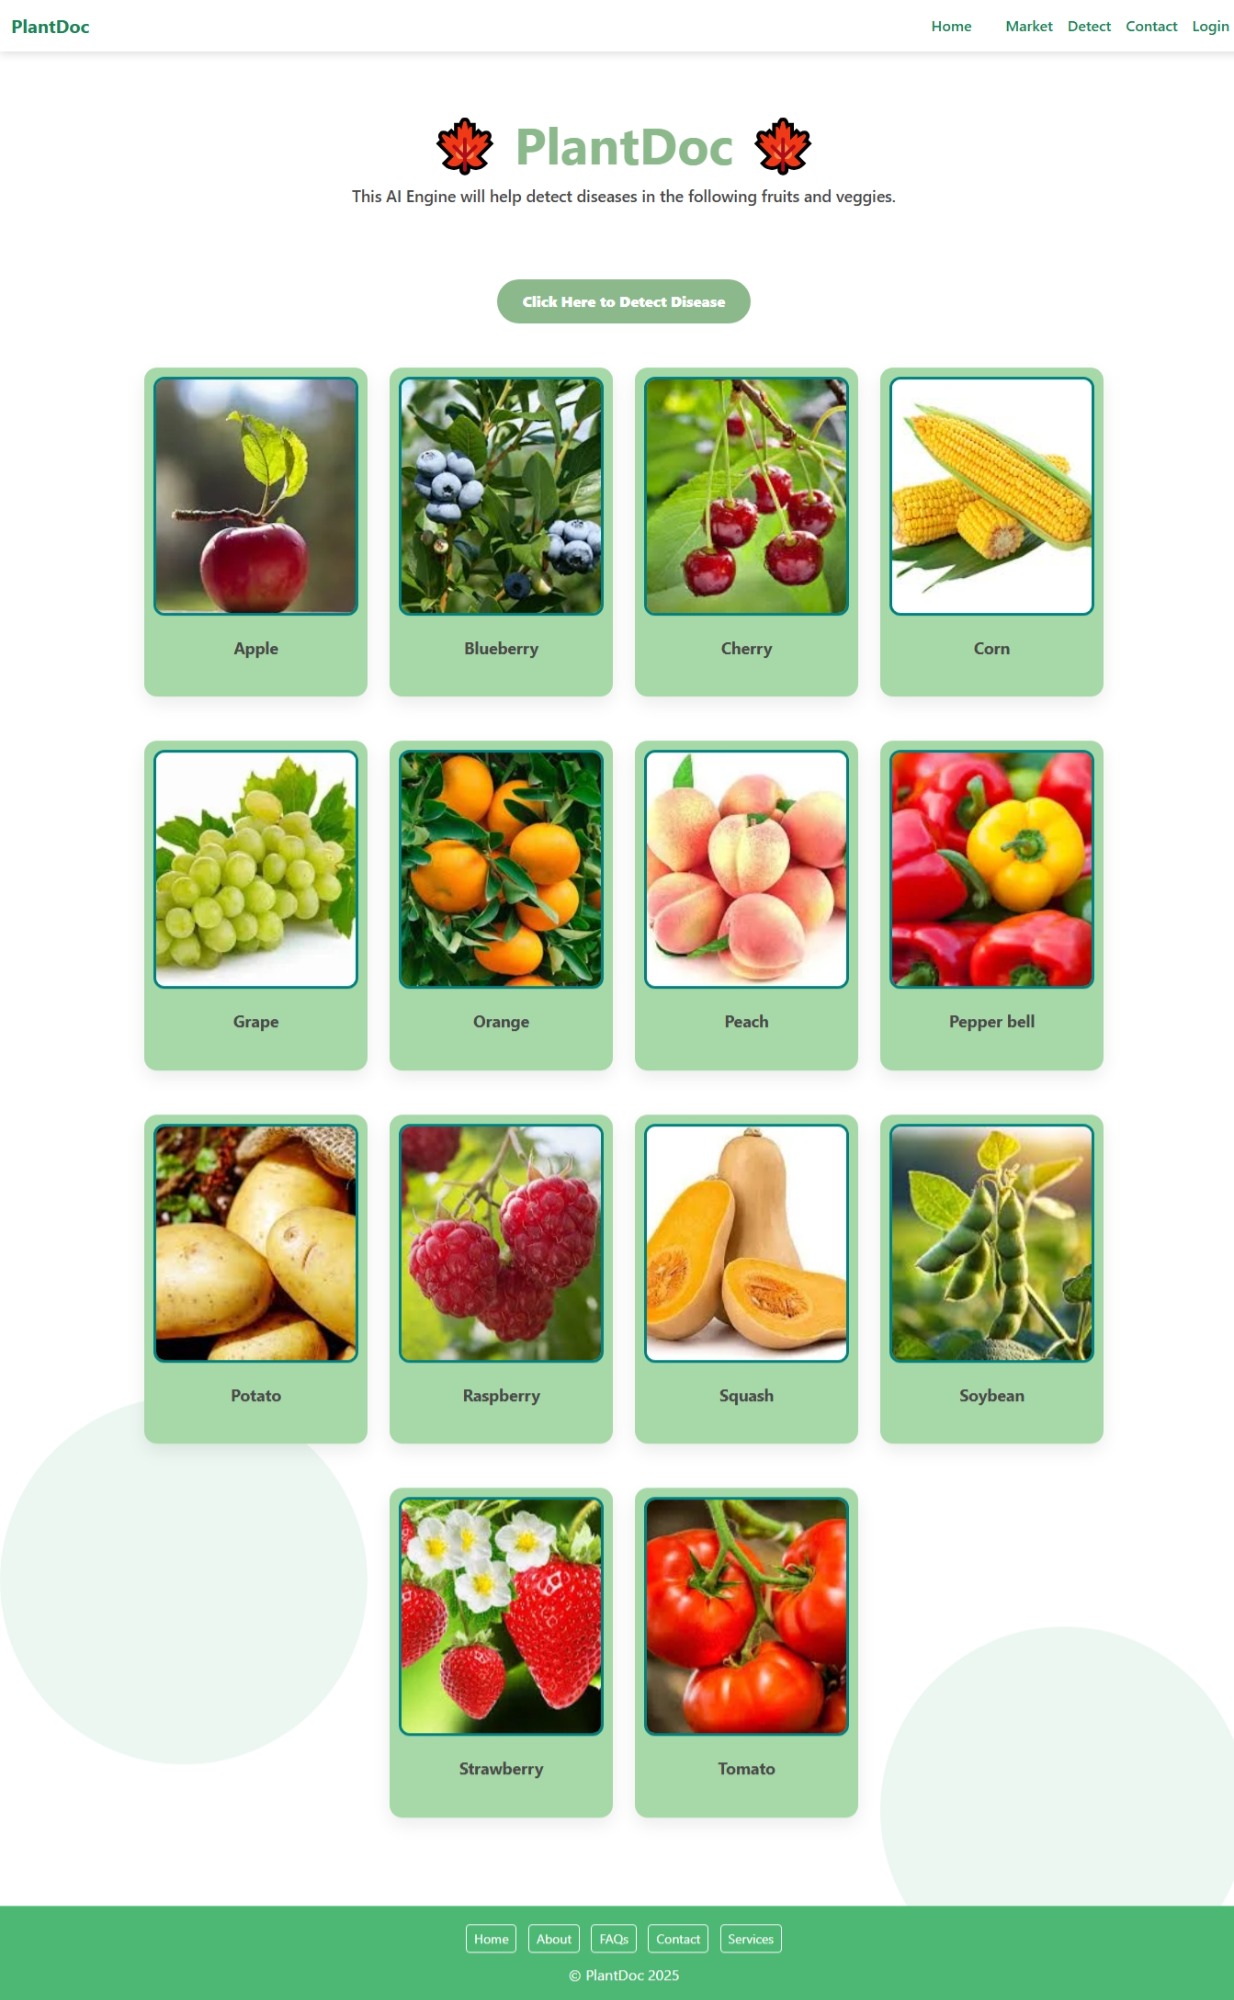 PlantDoc
Home Market Detect Contact Login
PlantDoc
This AI Engine will help detect diseases in the following fruits and veggies.
Click Here to Detect Disease
Apple
Blueberry
Cherry
Corn
Grape
Orange
Peach
Pepper bell
Potato
Raspberry
Squash
Soybean
Strawberry
Tomato
Home About FAQs Contact Services
© PlantDoc 2025